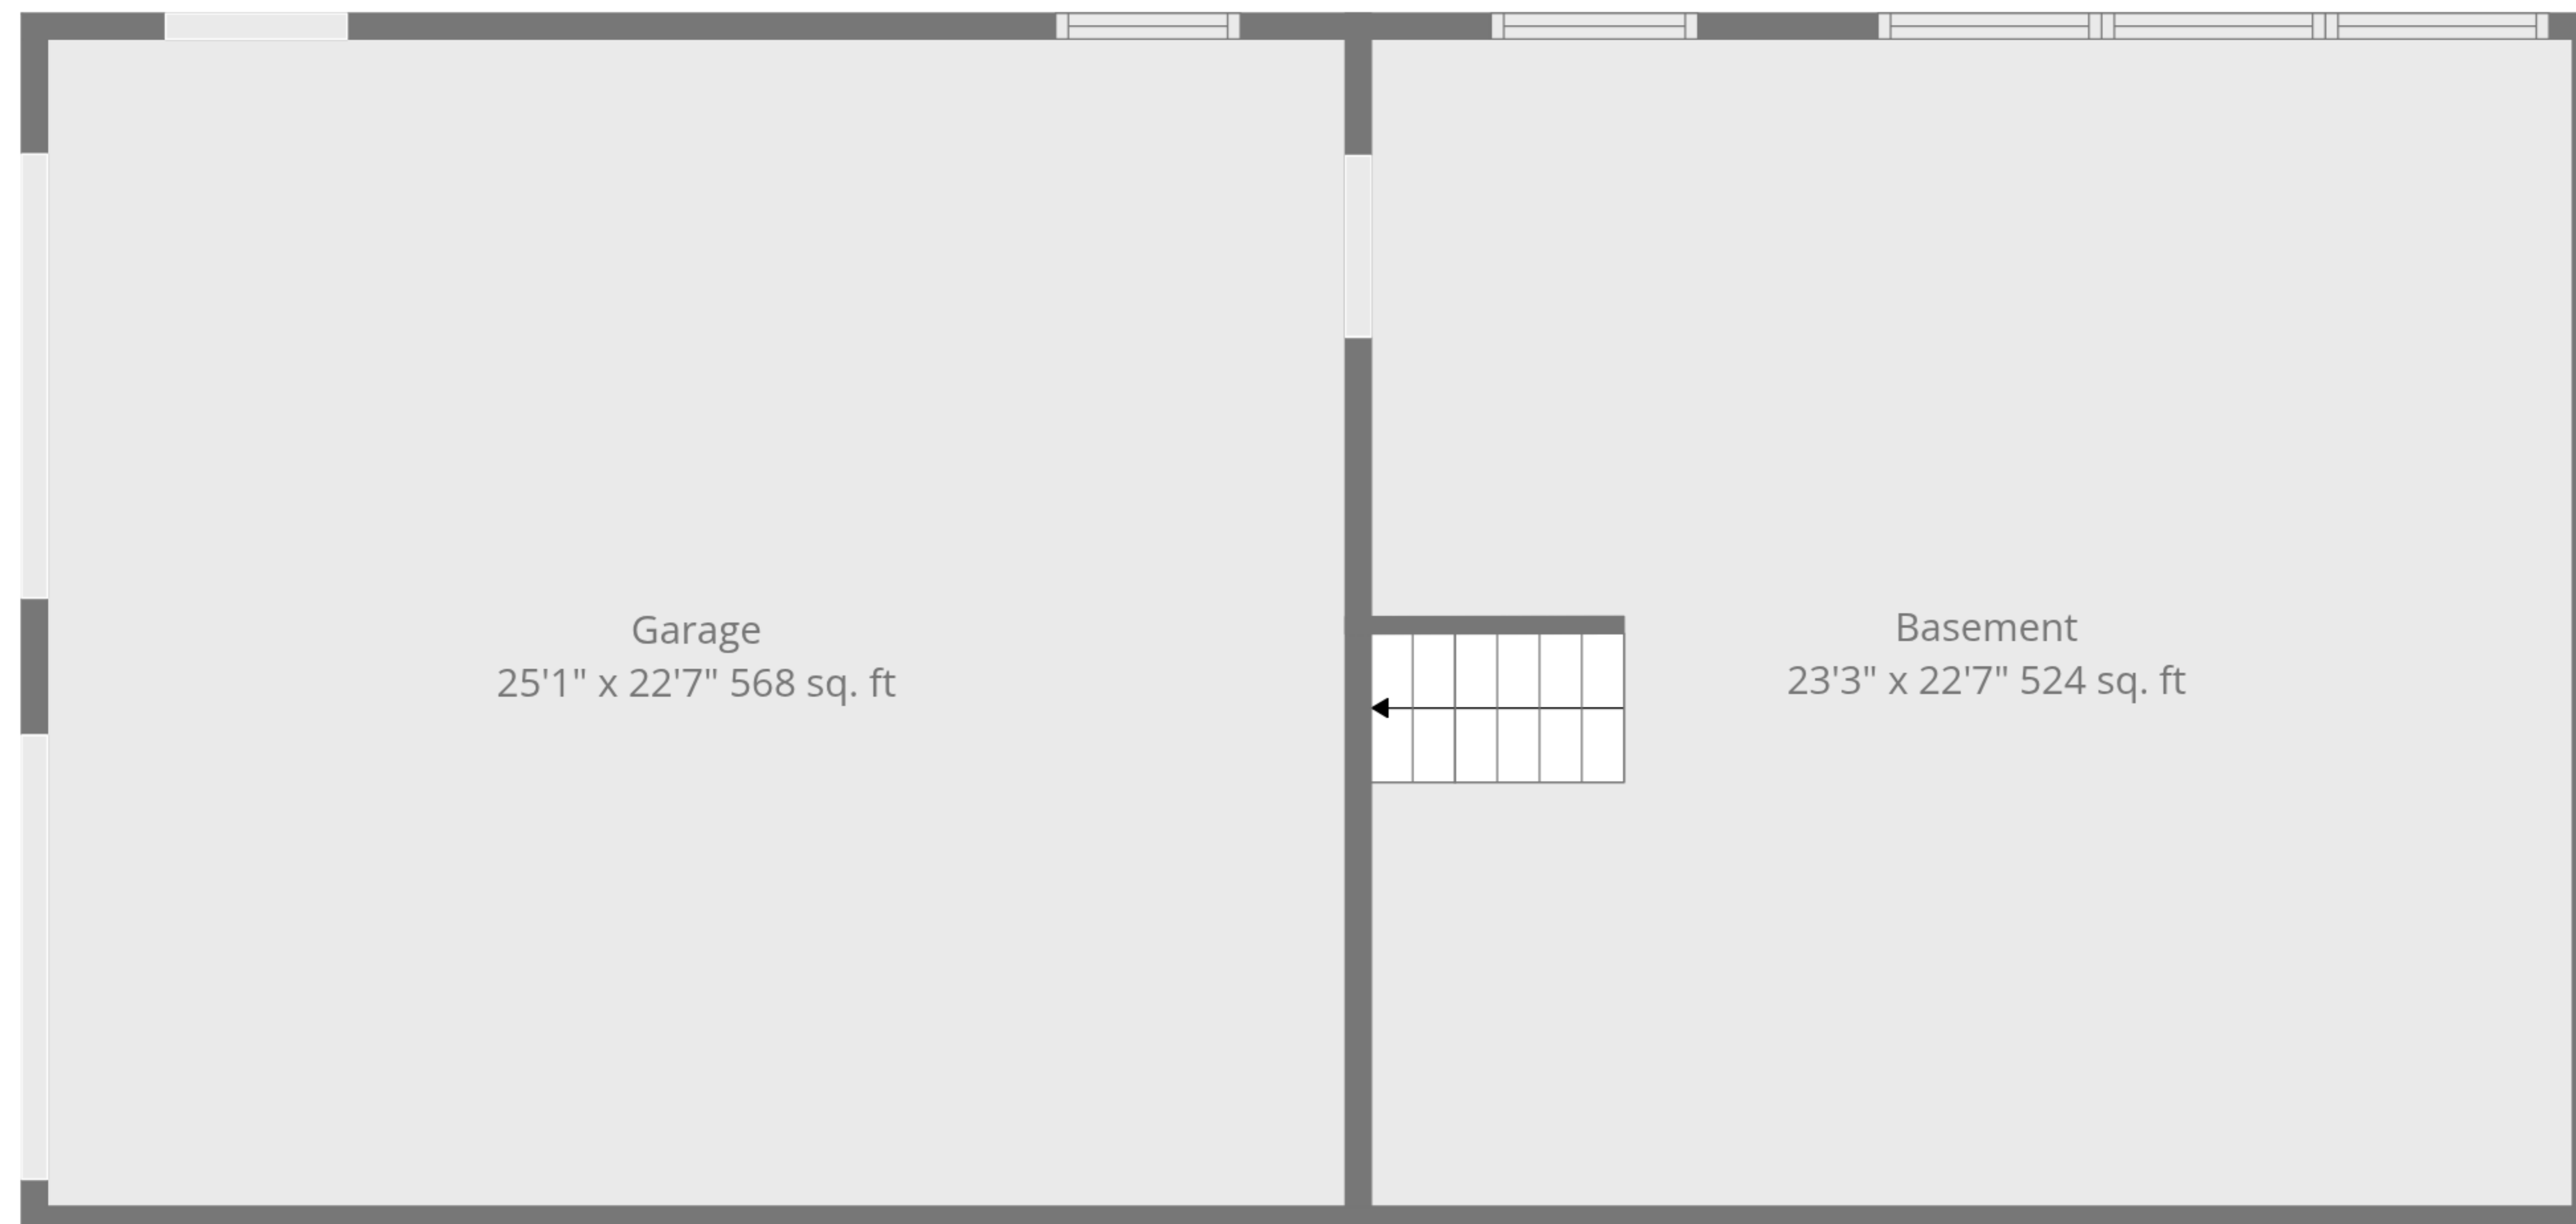 Garage
25'1" x 22'7" 568 sq. ft
Basement
23'3" x 22'7" 524 sq. ft